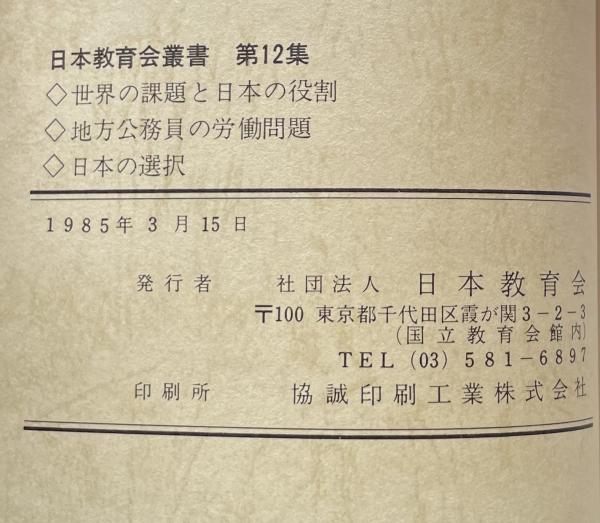 日本教育会叢書　第12集
◇世界の課題と日本の役割
◇地方公務員の労働問題
◇日本の選択
1985年3月15日
発行者　社団法人　日本教育会
〒100 東京都千代田区霞が関3−2−3
(国立教育会館内)
TEL (03) 581−6897
印刷所　協誠印刷工業株式会社